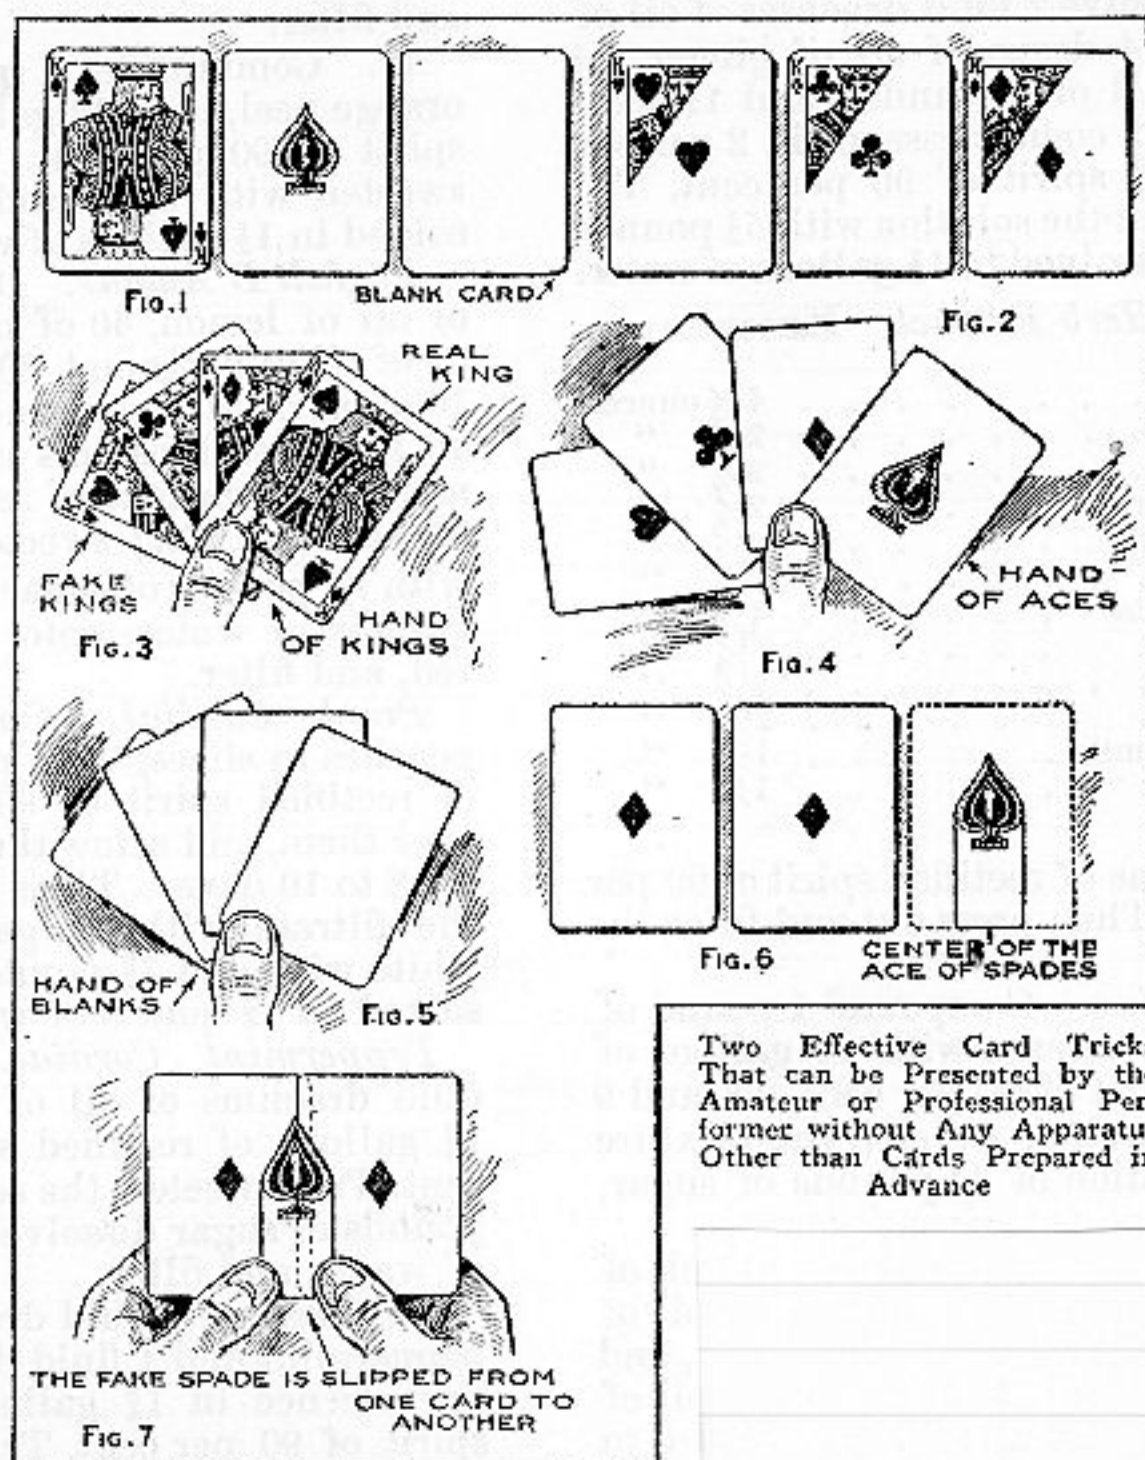 FIG.1
BLANK CARD
FIG.2
REAL
KING
FAKE
KINGS
HAND
OF KINGS
FIG.3
HAND
OF ACES
FIG.4
HAND OF
BLANKS
FIG.5
FIG.6
CENTER OF THE
ACE OF SPADES
Two Effective Card Trick
That can be Presented by the
Amateur or Professional Per
former without Any Apparatu
Other than Cards Prepared in
Advance
THE FAKE SPADE IS SLIPPED FROM
ONE CARD TO
ANOTHER
FIG.7